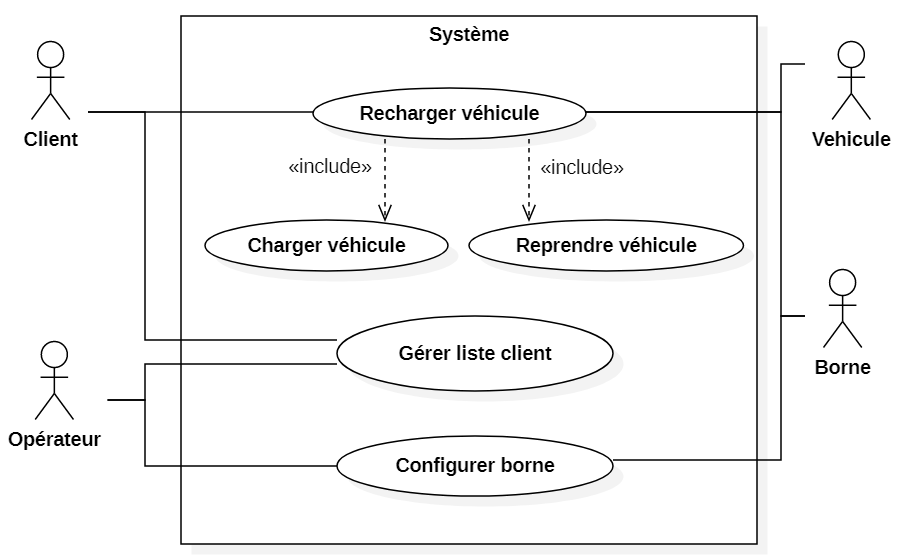 Système
Client
Vehicule
Recharger véhicule
«include»
«include»
Charger véhicule
Reprendre véhicule
Gérer liste client
Borne
Opérateur
Configurer borne